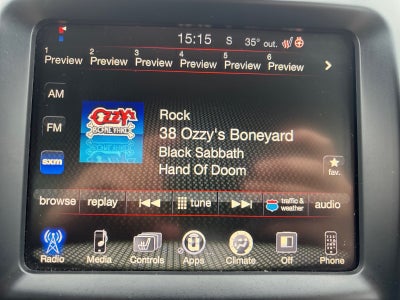 15:15 S 35° out.
1 2 3 4 5 6
Preview Preview Preview Preview Preview Preview
AM
FM
sxm
Ozzy's
BONEYARD
Rock
38 Ozzy's Boneyard
Black Sabbath
Hand Of Doom
fav.
browse replay tune traffic & weather audio
Radio Media Controls Apps Climate Off Phone